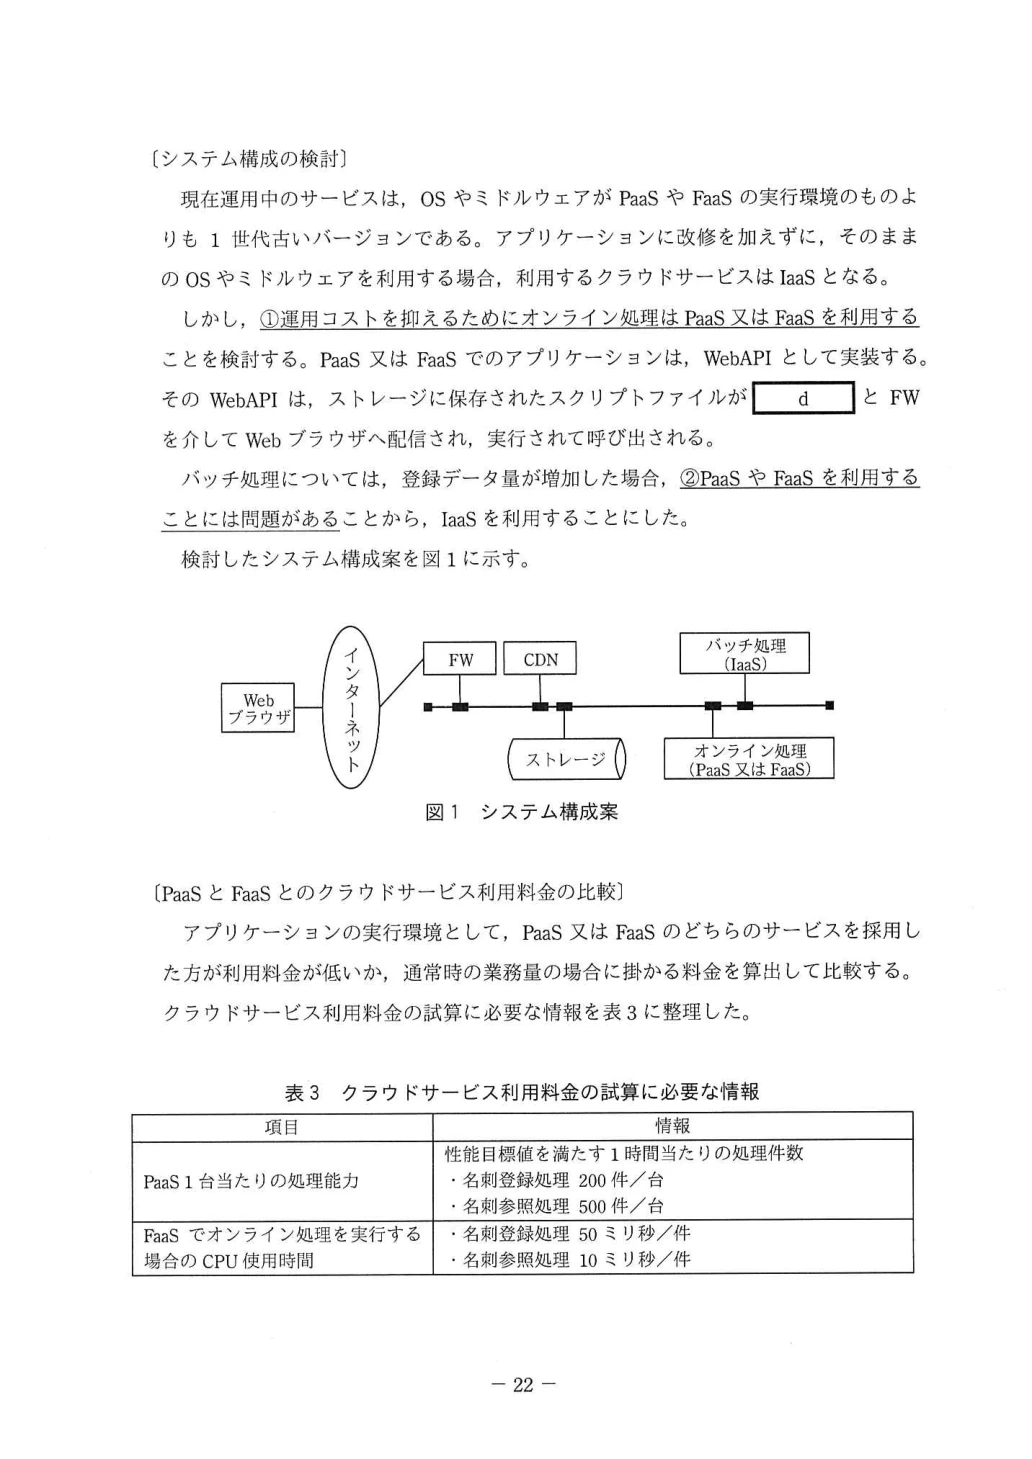 〔システム構成の検討〕
現在運用中のサービスは，OS やミドルウェアが PaaS や FaaS の実行環境のものよ
りも 1 世代古いバージョンである。アプリケーションに改修を加えずに，そのまま
の OS やミドルウェアを利用する場合，利用するクラウドサービスは IaaS となる。
しかし，①運用コストを抑えるためにオンライン処理は PaaS 又は FaaS を利用する
ことを検討する。PaaS 又は FaaS でのアプリケーションは，WebAPI として実装する。
その WebAPI は，ストレージに保存されたスクリプトファイルが d と FW
を介して Web ブラウザへ配信され，実行されて呼び出される。
バッチ処理については，登録データ量が増加した場合，②PaaS や FaaS を利用する
ことには問題があることから，IaaS を利用することにした。
検討したシステム構成案を図 1 に示す。
Web
ブラウザ
インターネット
FW
CDN
ストレージ
バッチ処理
(IaaS)
オンライン処理
(PaaS 又は FaaS)
図 1　システム構成案
〔PaaS と FaaS とのクラウドサービス利用料金の比較〕
アプリケーションの実行環境として，PaaS 又は FaaS のどちらのサービスを採用し
た方が利用料金が低いか，通常時の業務量の場合に掛かる料金を算出して比較する。
クラウドサービス利用料金の試算に必要な情報を表 3 に整理した。
表 3　クラウドサービス利用料金の試算に必要な情報
項目　情報
PaaS 1 台当たりの処理能力
性能目標値を満たす 1 時間当たりの処理件数
・名刺登録処理 200 件／台
・名刺参照処理 500 件／台
FaaS でオンライン処理を実行する
場合の CPU 使用時間
・名刺登録処理 50 ミリ秒／件
・名刺参照処理 10 ミリ秒／件
－ 22 －